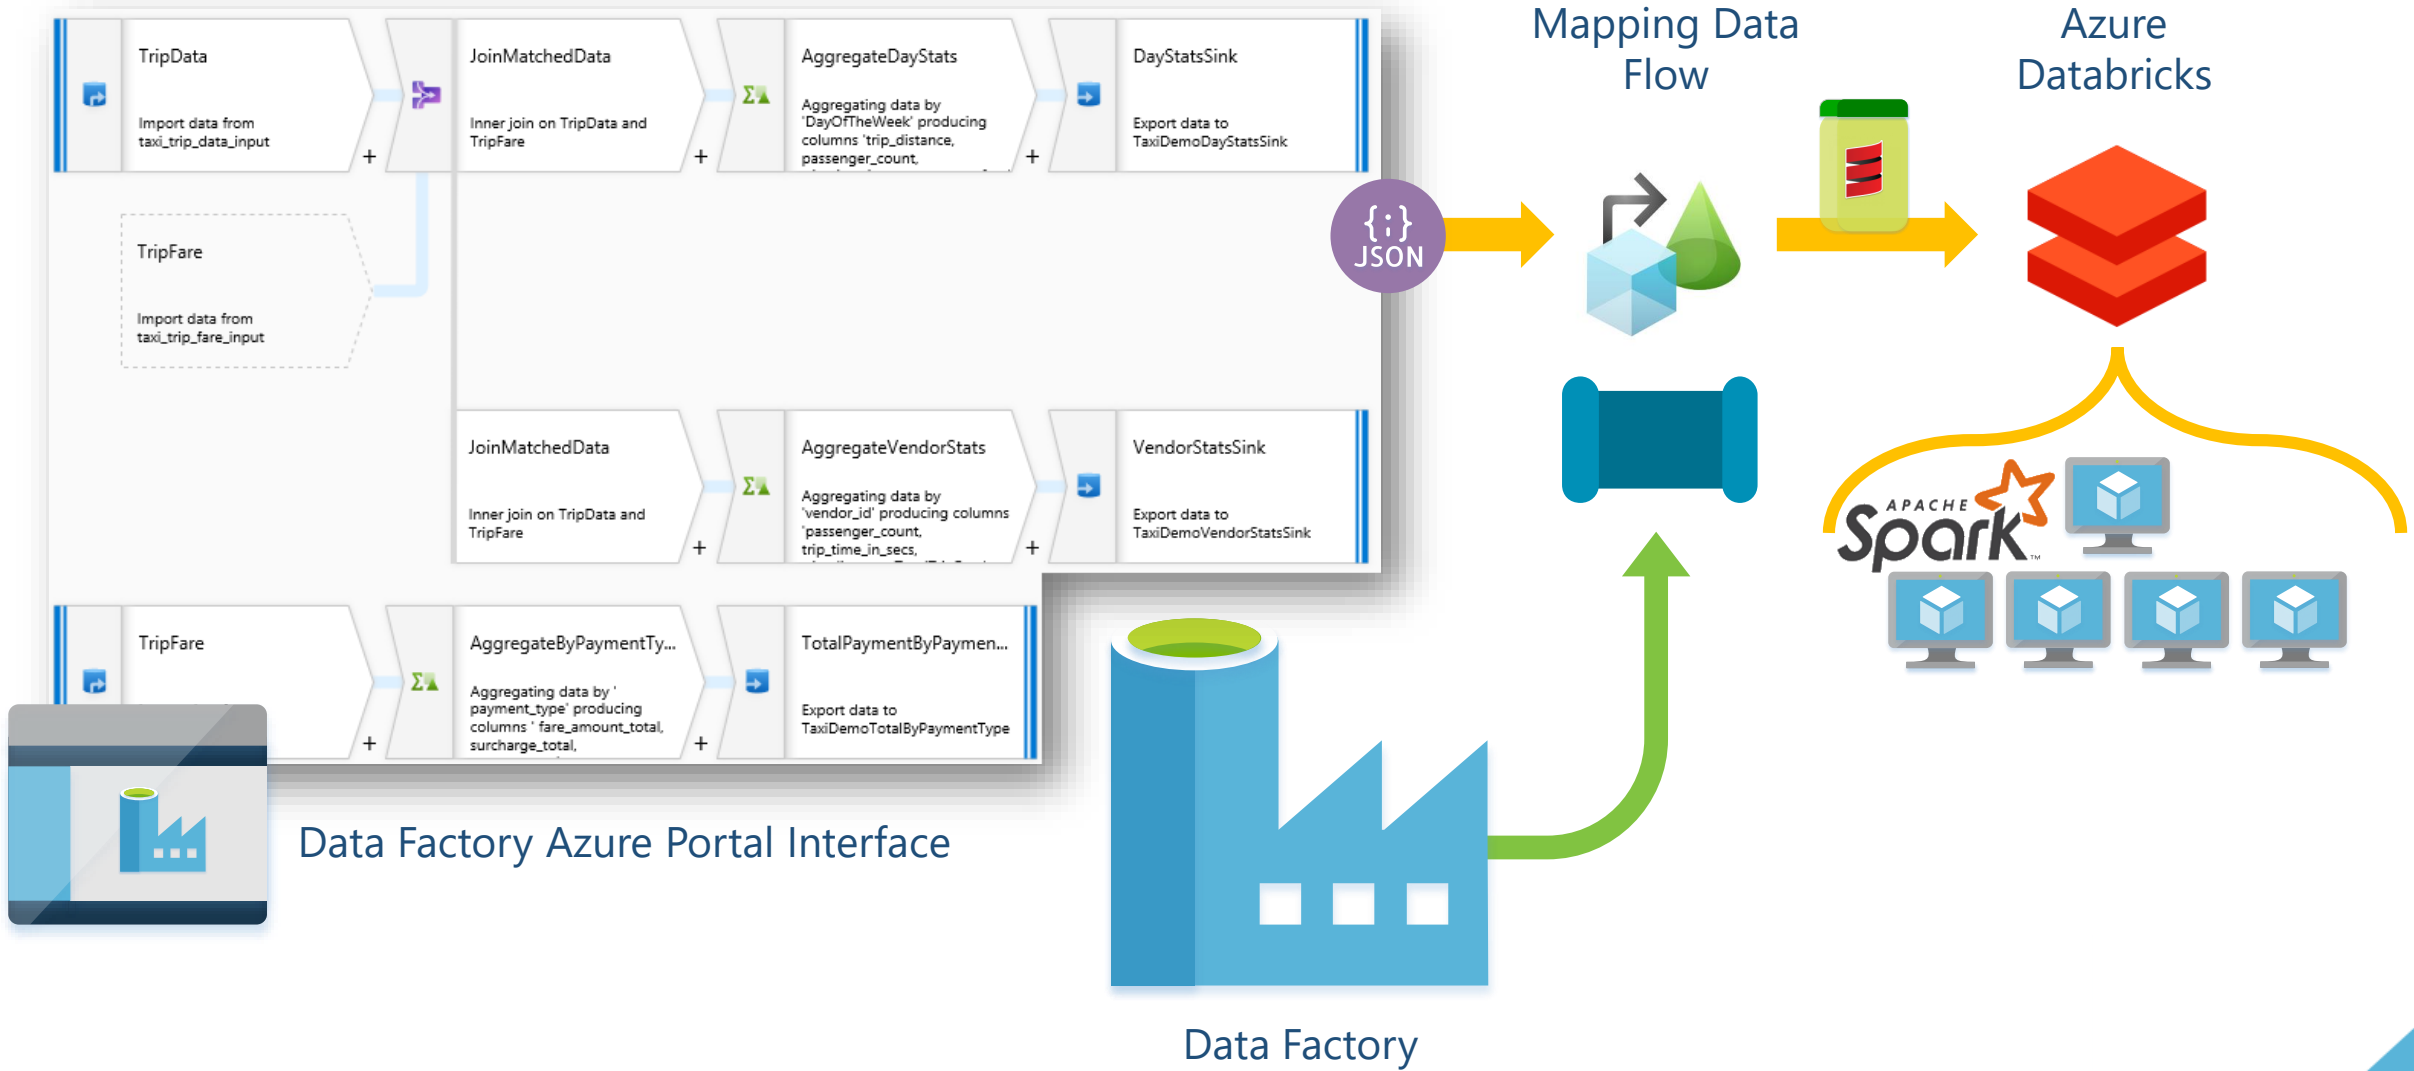 TripData
Import data from
taxi_trip_data_input
+
JoinMatchedData
Inner join on TripData and
TripFare
+
AggregateDayStats
Aggregating data by
'DayOfTheWeek' producing
columns 'trip_distance,
passenger_count,
+
DayStatsSink
Export data to
TaxiDemoDayStatsSink
TripFare
Import data from
taxi_trip_fare_input
JoinMatchedData
Inner join on TripData and
TripFare
+
AggregateVendorStats
Aggregating data by
'vendor_id' producing columns
'passenger_count,
trip_time_in_secs,
+
VendorStatsSink
Export data to
TaxiDemoVendorStatsSink
TripFare
+
AggregateByPaymentTy...
Aggregating data by '
payment_type' producing
columns ' fare_amount_total,
surcharge_total,
+
TotalPaymentByPaymen...
Export data to
TaxiDemoTotalByPaymentType
Data Factory Azure Portal Interface
{;}
JSON
Mapping Data
Flow
Azure
Databricks
APACHE
Spark
TM
Data Factory